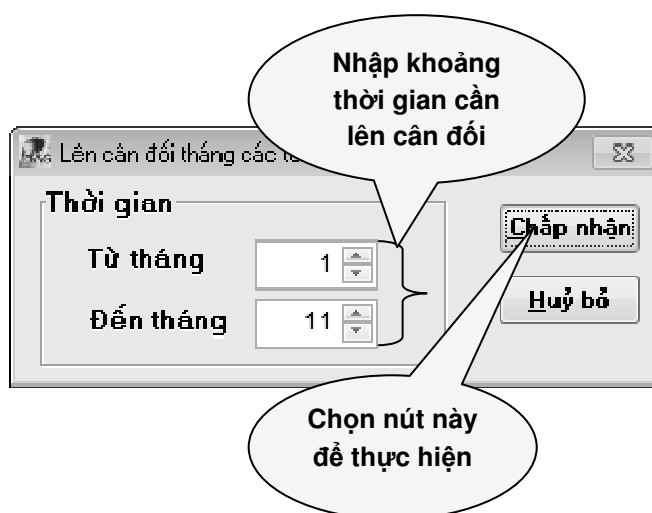 Nhập khoảng
thời gian cần
lên cân đối
Lên cân đối tháng các
Thời gian
Chấp nhận
Từ tháng
1
Huỷ bỏ
Đến tháng
11
Chọn nút này
để thực hiện